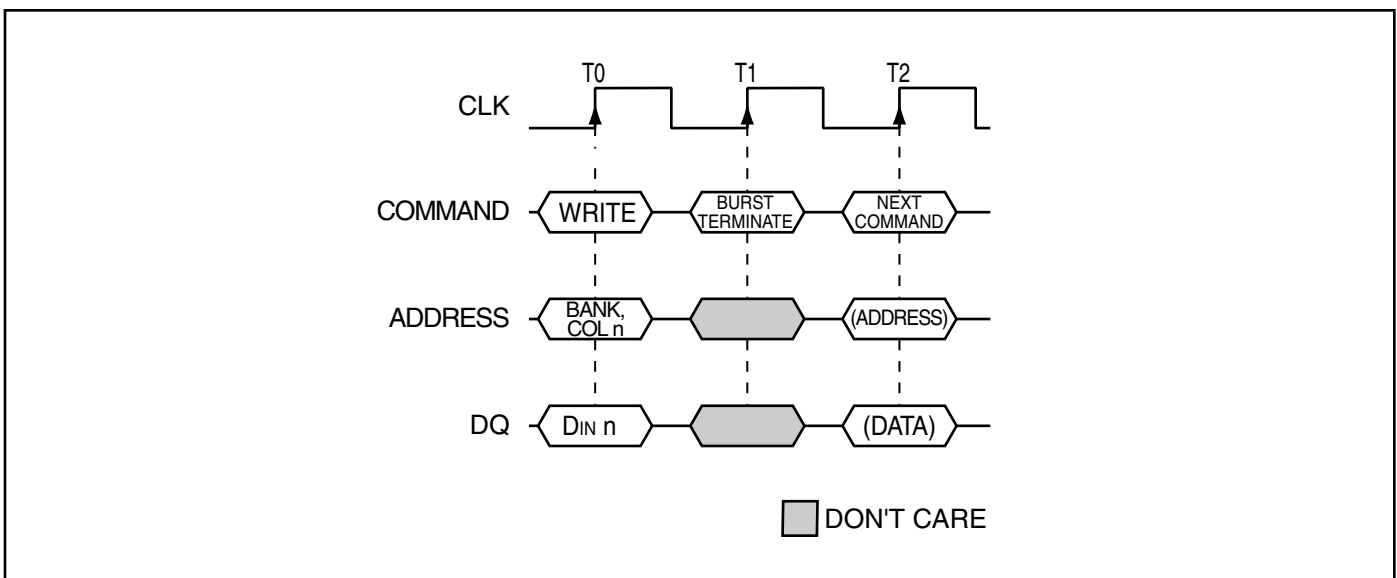 T0 T1 T2
CLK
COMMAND WRITE BURST TERMINATE NEXT COMMAND
ADDRESS BANK, COL n (ADDRESS)
DQ DIN n (DATA)
DON'T CARE